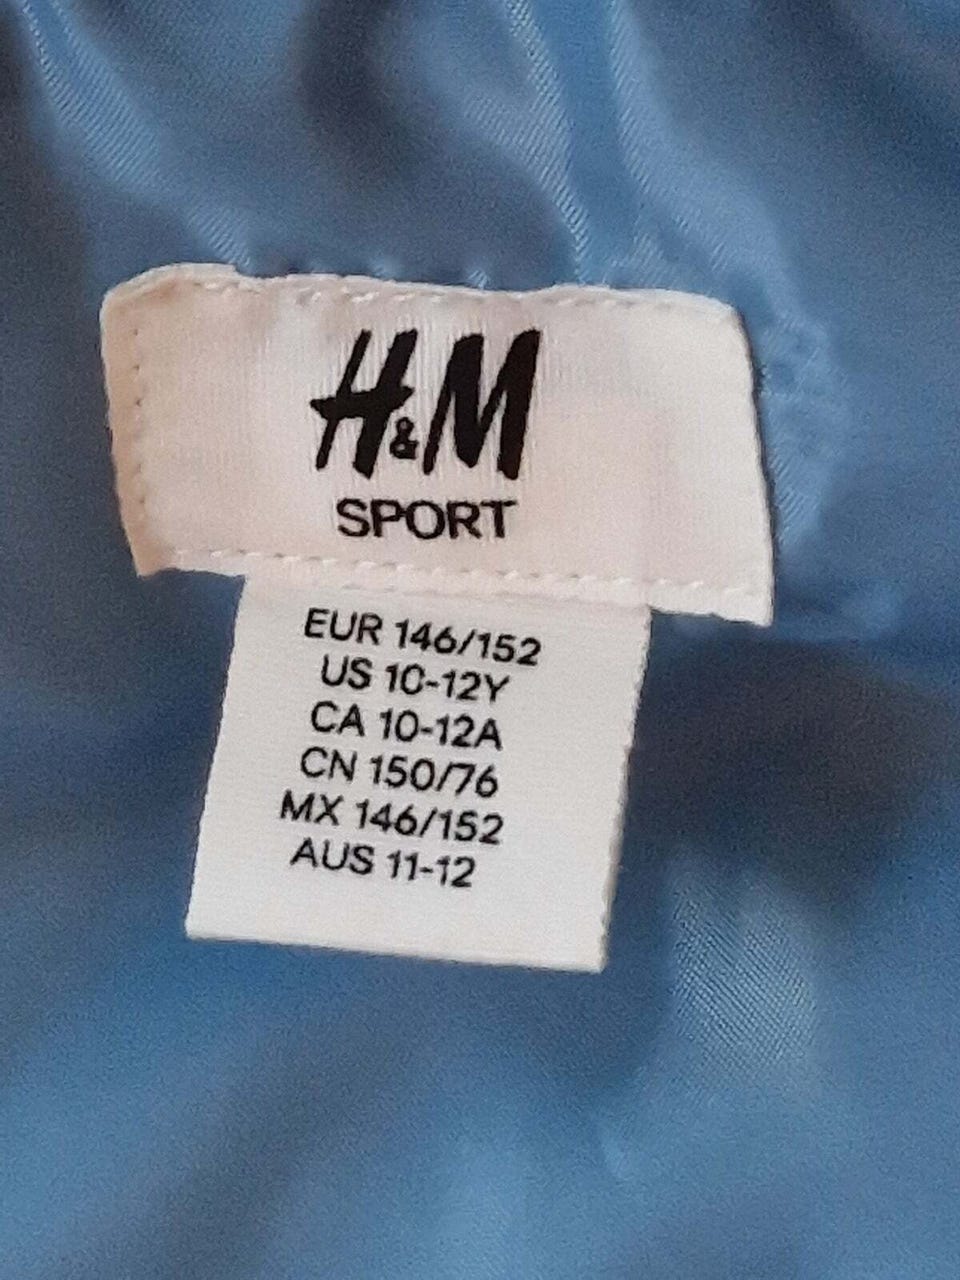 H&M
SPORT
EUR 146/152
US 10-12Y
CA 10-12A
CN 150/76
MX 146/152
AUS 11-12